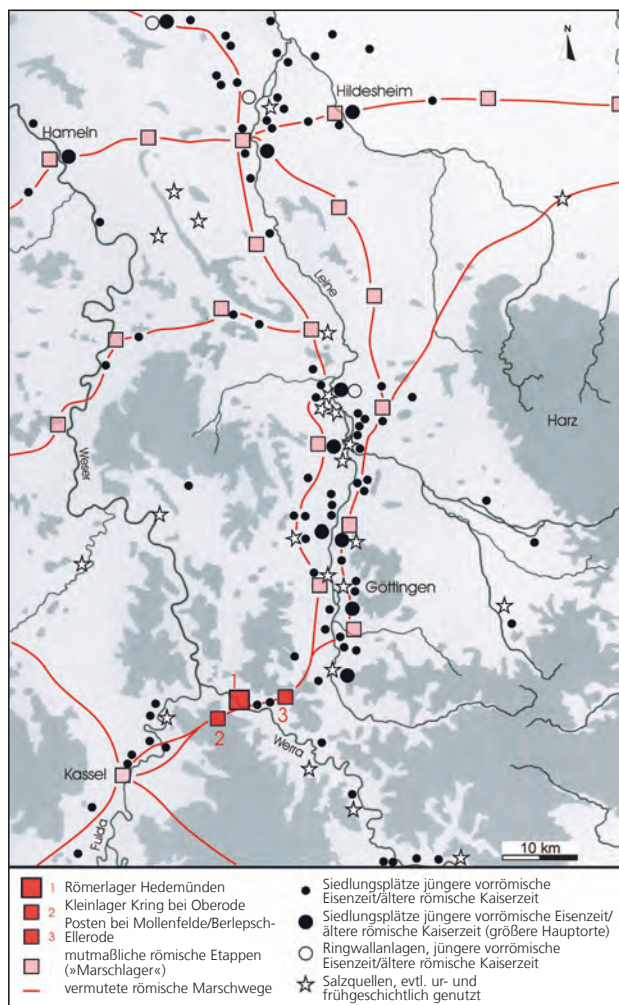 N
Hildesheim
Hameln
Leine
Harz
Weser
Göttingen
1
3
2
Werra
Kassel
Fulda
10 km
1 Römerlager Hedemünden
2 Kleinlager Kring bei Oberode
3 Posten bei Mollenfelde/Berlepsch-
Ellerode
mutmaßliche römische Etappen
(»Marschlager«)
vermutete römische Marschwege
Siedlungsplätze jüngere vorrömische
Eisenzeit/ältere römische Kaiserzeit
Siedlungsplätze jüngere vorrömische Eisenzeit/
ältere römische Kaiserzeit (größere Hauptorte)
Ringwallanlagen, jüngere vorrömische
Eisenzeit/ältere römische Kaiserzeit
Salzquellen, evtl. ur- und
frühgeschichtlich genutzt